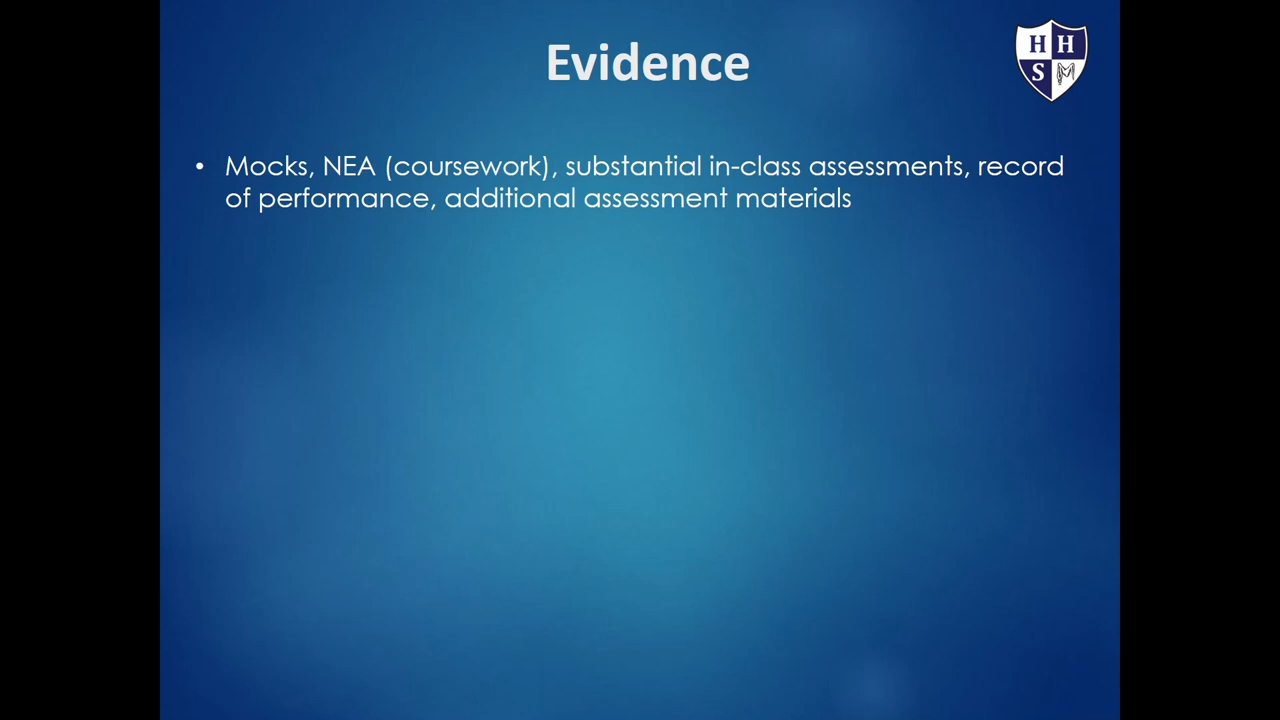 Evidence
H H
S M
• Mocks, NEA (coursework), substantial in-class assessments, record
of performance, additional assessment materials